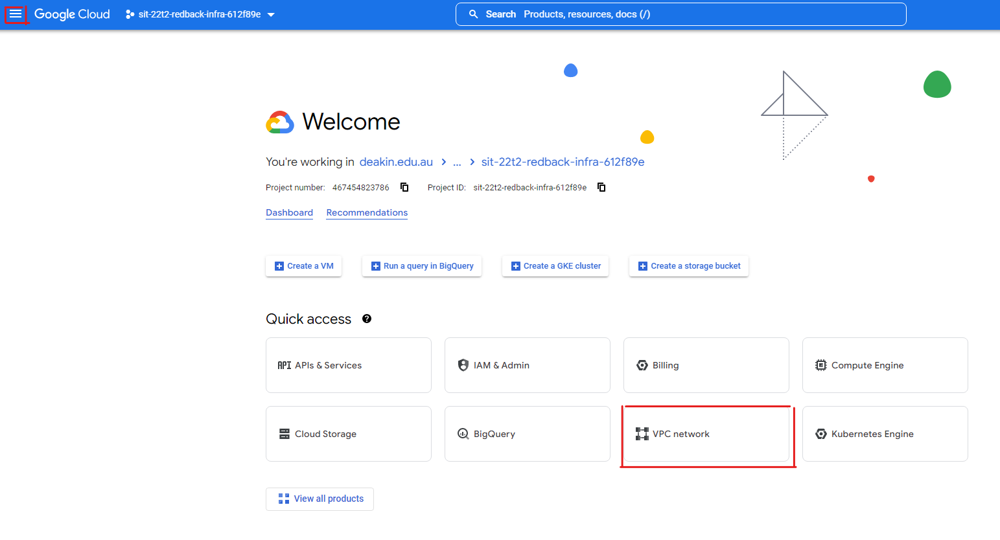 Google Cloud sit-22t2-redback-infra-612f89e Search Products, resources, docs (/)
Welcome
You're working in deakin.edu.au > ... > sit-22t2-redback-infra-612f89e
Project number: 467454823786 Project ID: sit-22t2-redback-infra-612f89e
Dashboard Recommendations
Create a VM Run a query in BigQuery Create a GKE cluster Create a storage bucket
Quick access ?
API APIs & Services IAM & Admin Billing Compute Engine
Cloud Storage BigQuery VPC network Kubernetes Engine
View all products